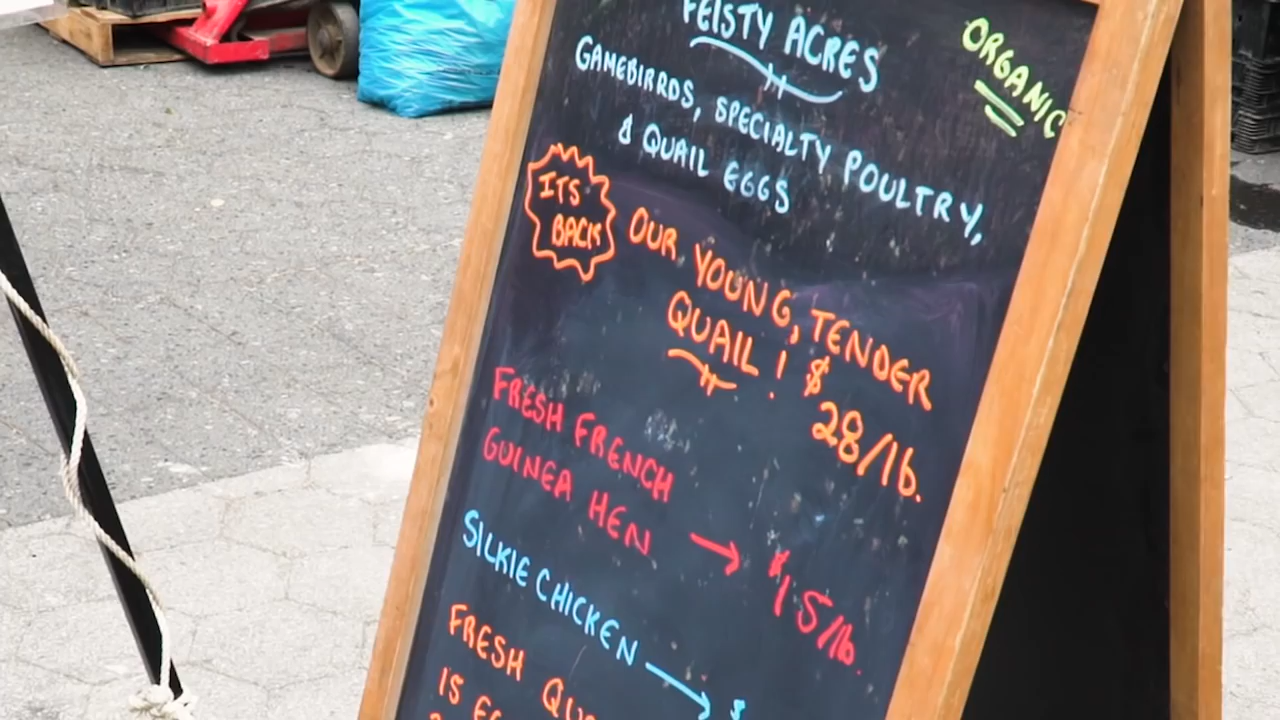 FEISTY ACRES
ORGANIC
GAMEBIRRDS, SPECIALTY POULTRY,
& QUAIL EGGS
ITS
BACK
OUR YOUNG, TENDER
QUAIL! $
28/lb.
FRESH FRENCH
GUINEA HEN → $15/lb.
SILKIE CHICKEN → $
FRESH
15